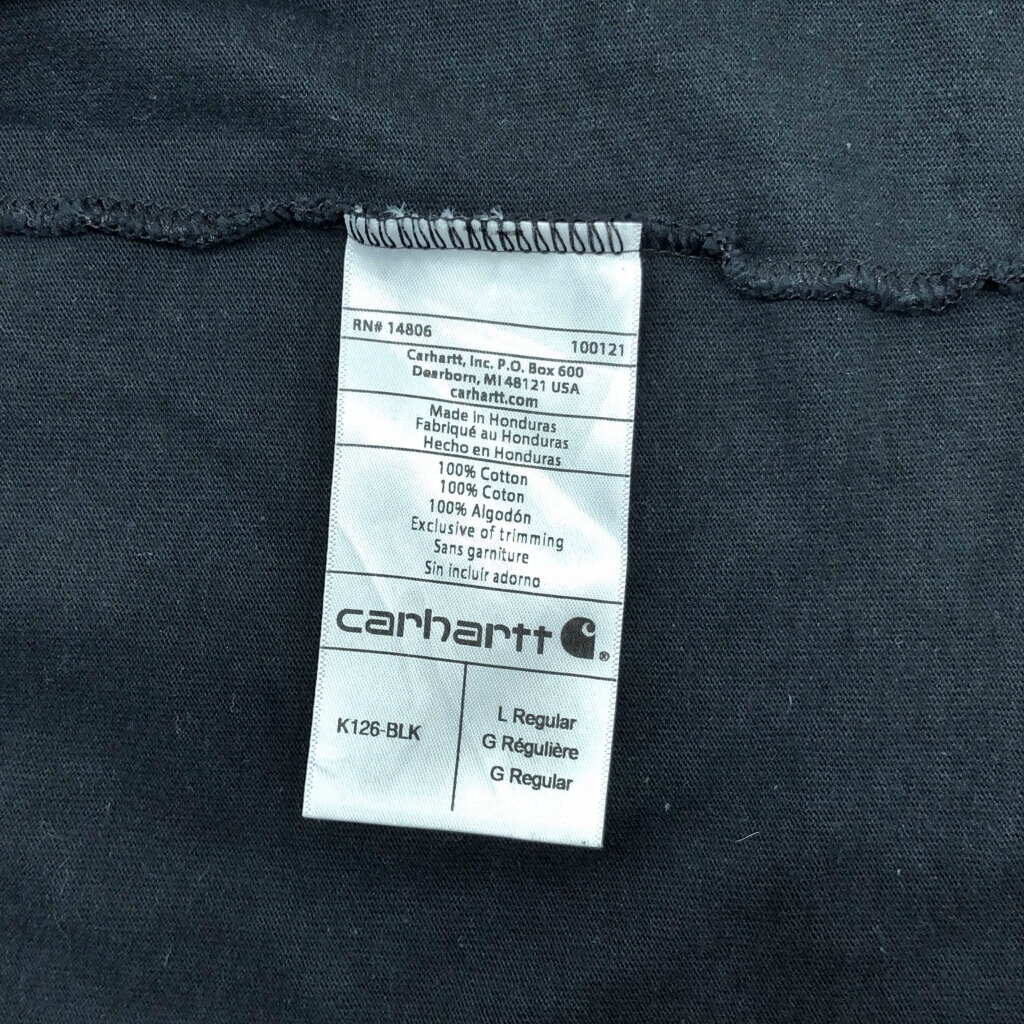 RN# 14806
100121
Carhartt, Inc. P.O. Box 600
Dearborn, MI 48121 USA
carhartt.com
Made in Honduras
Fabriqué au Honduras
Hecho en Honduras
100% Cotton
100% Coton
100% Algodón
Exclusive of trimming
Sans garniture
Sin incluir adorno
carhartt ®
K126-BLK
L Regular
G Régulière
G Regular